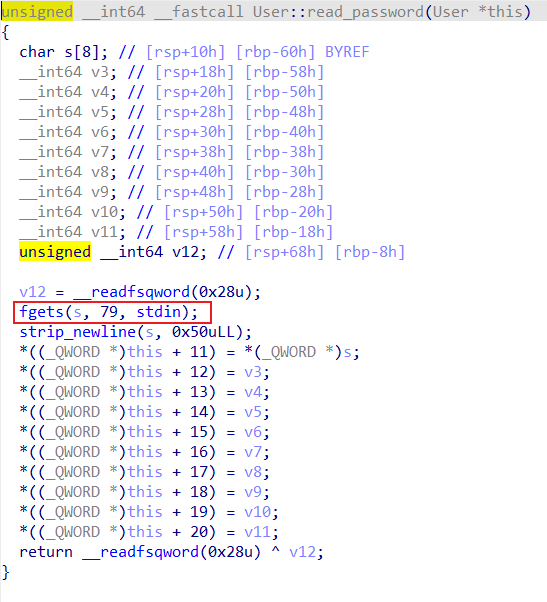 unsigned __int64 __fastcall User::read_password(User *this)
{
  char s[8]; // [rsp+10h] [rbp-60h] BYREF
  __int64 v3; // [rsp+18h] [rbp-58h]
  __int64 v4; // [rsp+20h] [rbp-50h]
  __int64 v5; // [rsp+28h] [rbp-48h]
  __int64 v6; // [rsp+30h] [rbp-40h]
  __int64 v7; // [rsp+38h] [rbp-38h]
  __int64 v8; // [rsp+40h] [rbp-30h]
  __int64 v9; // [rsp+48h] [rbp-28h]
  __int64 v10; // [rsp+50h] [rbp-20h]
  __int64 v11; // [rsp+58h] [rbp-18h]
  unsigned __int64 v12; // [rsp+68h] [rbp-8h]

  v12 = __readfsqword(0x28u);
  fgets(s, 79, stdin);
  strip_newline(s, 0x50uLL);
  *((_QWORD *)this + 11) = *(_QWORD *)s;
  *((_QWORD *)this + 12) = v3;
  *((_QWORD *)this + 13) = v4;
  *((_QWORD *)this + 14) = v5;
  *((_QWORD *)this + 15) = v6;
  *((_QWORD *)this + 16) = v7;
  *((_QWORD *)this + 17) = v8;
  *((_QWORD *)this + 18) = v9;
  *((_QWORD *)this + 19) = v10;
  *((_QWORD *)this + 20) = v11;
  return __readfsqword(0x28u) ^ v12;
}